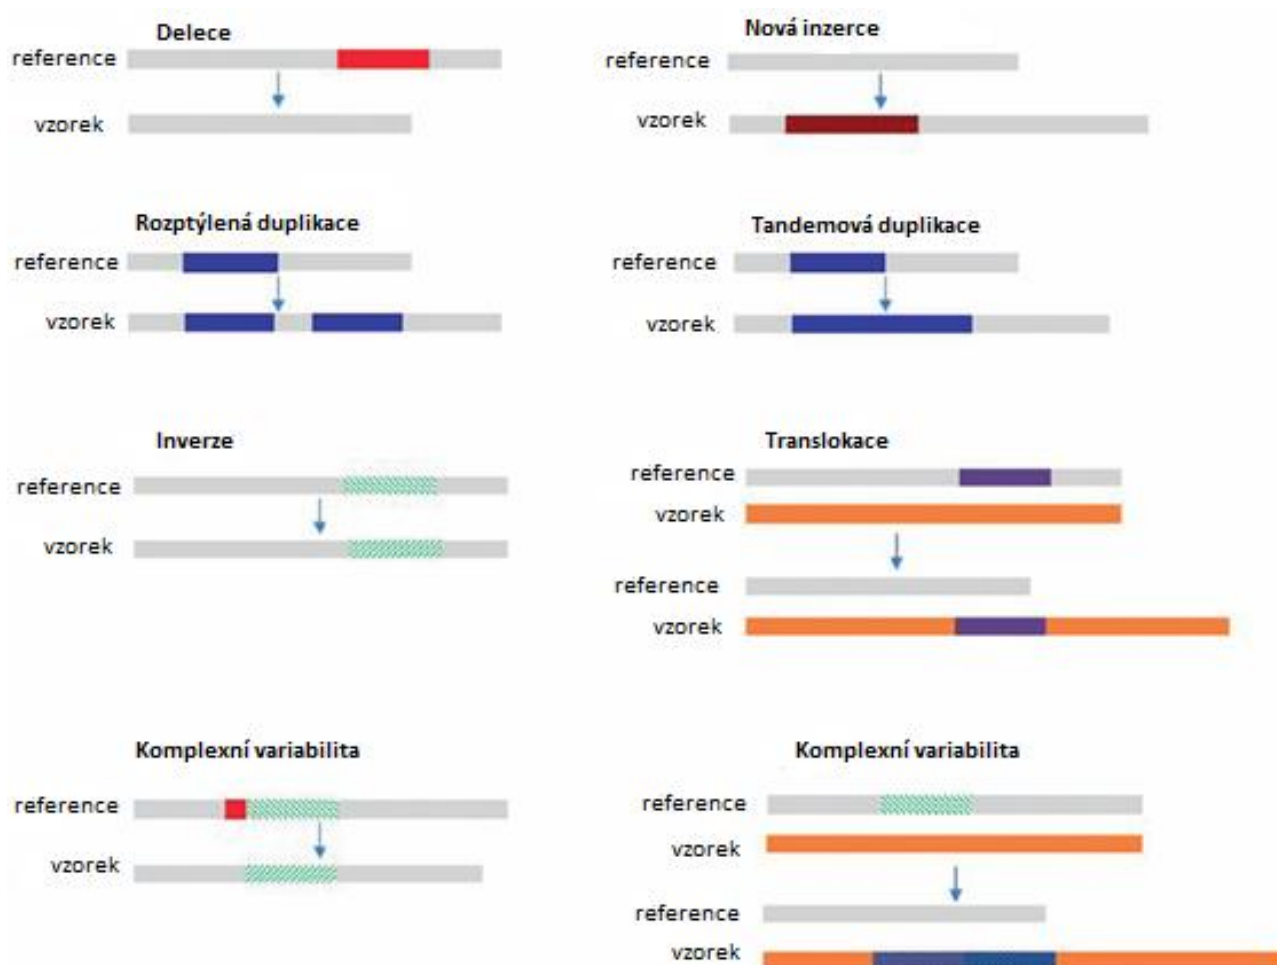 Delece
reference
vzorek
Nová inzerce
reference
vzorek
Rozptýlená duplikace
reference
vzorek
Tandemová duplikace
reference
vzorek
Inverze
reference
vzorek
Translokace
reference
vzorek
reference
vzorek
Komplexní variabilita
reference
vzorek
Komplexní variabilita
reference
vzorek
reference
vzorek